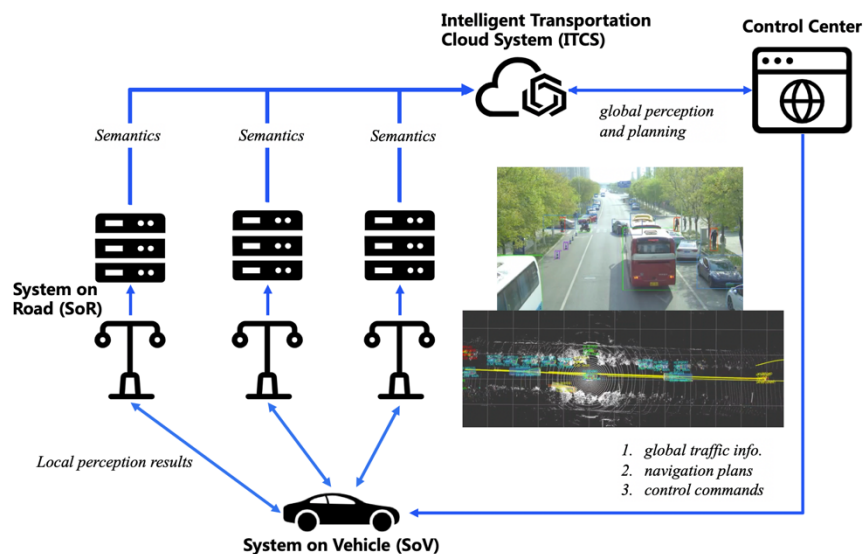 Intelligent Transportation
Cloud System (ITCS)
Control Center
global perception
and planning
Semantics
Semantics
Semantics
System on
Road (SoR)
Local perception results
1. global traffic info.
2. navigation plans
3. control commands
System on Vehicle (SoV)